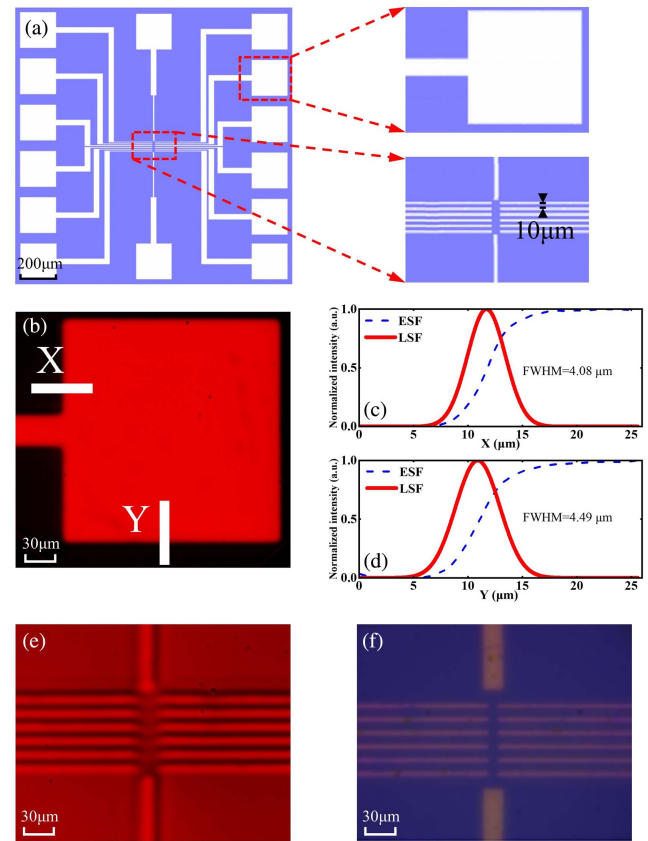 (a)
200μm
10μm
(b)
X
Y
30μm
Normalized intensity (a.u.)
1.0
0.5
0.0
ESF
LSF
FWHM=4.08 μm
(c)
0 5 10 15 20 25
X (μm)
Normalized intensity (a.u.)
1.0
0.5
0.0
ESF
LSF
FWHM=4.49 μm
(d)
0 5 10 15 20 25
Y (μm)
(e)
30μm
(f)
30μm